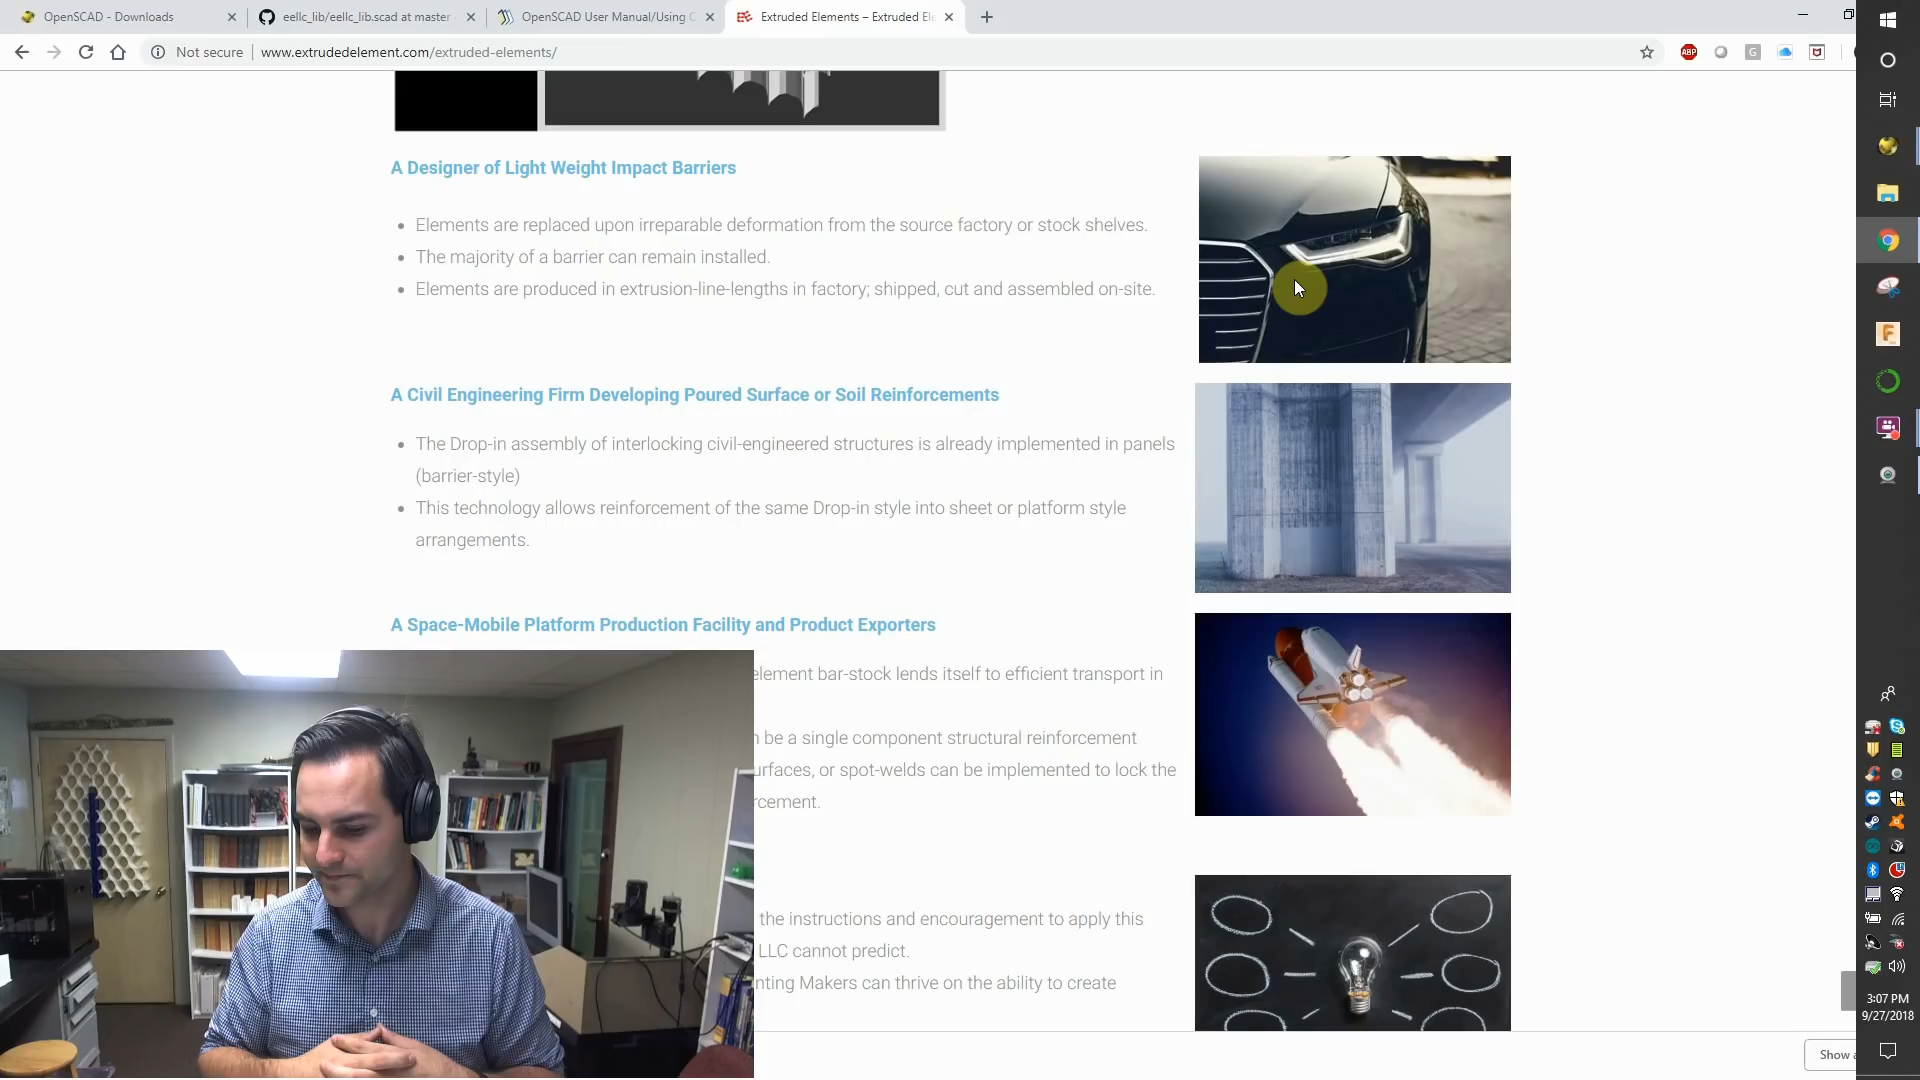 OpenSCAD - Downloads
eellc_lib/eellc_lib.scad at master
OpenSCAD User Manual/Using
Extruded Elements – Extruded Ele
Not secure
www.extrudedelement.com/extruded-elements/
ABP
G
A Designer of Light Weight Impact Barriers
Elements are replaced upon irreparable deformation from the source factory or stock shelves.
The majority of a barrier can remain installed.
Elements are produced in extrusion-line-lengths in factory; shipped, cut and assembled on-site.
A Civil Engineering Firm Developing Poured Surface or Soil Reinforcements
The Drop-in assembly of interlocking civil-engineered structures is already implemented in panels
(barrier-style)
This technology allows reinforcement of the same Drop-in style into sheet or platform style
arrangements.
A Space-Mobile Platform Production Facility and Product Exporters
element bar-stock lends itself to efficient transport in
be a single component structural reinforcement
urfaces, or spot-welds can be implemented to lock the
rcement.
the instructions and encouragement to apply this
LLC cannot predict.
nting Makers can thrive on the ability to create
Show
F
3:07 PM
9/27/2018